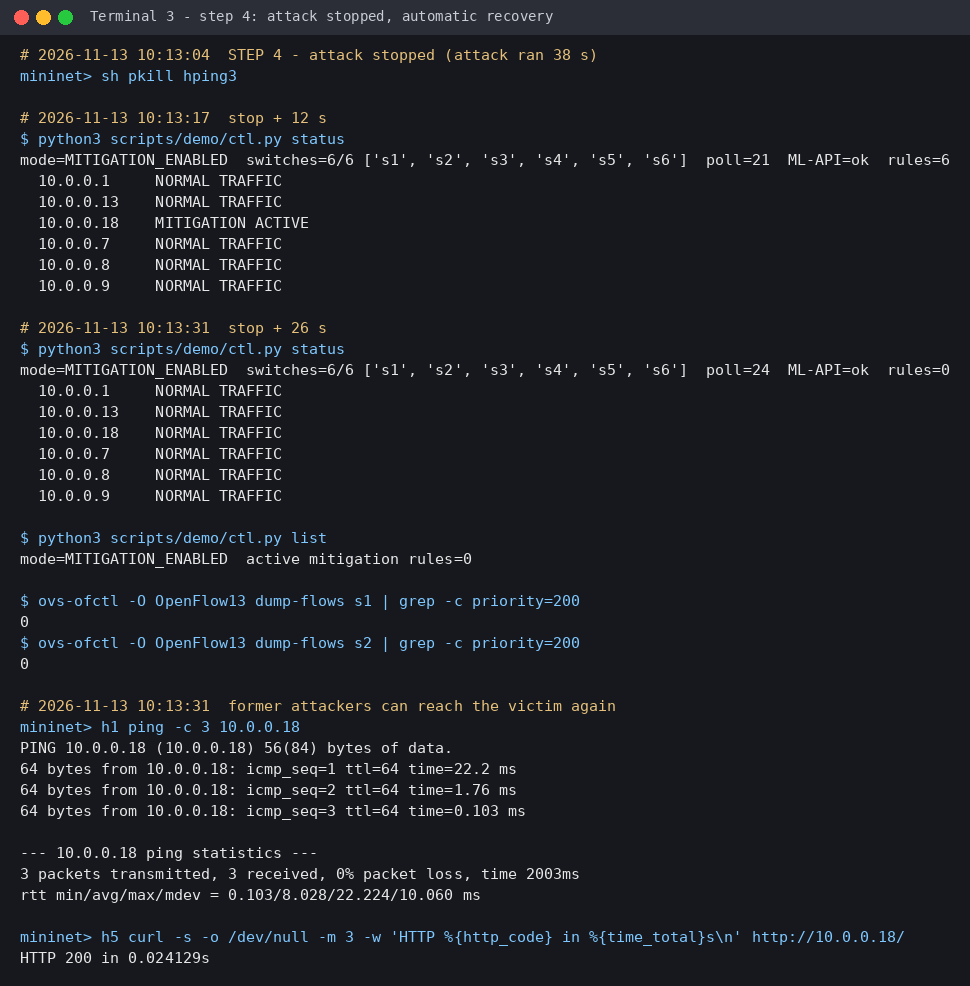 Terminal 3 - step 4: attack stopped, automatic recovery
# 2026-11-13 10:13:04  STEP 4 - attack stopped (attack ran 38 s)
mininet> sh pkill hping3
# 2026-11-13 10:13:17  stop + 12 s
$ python3 scripts/demo/ctl.py status
mode=MITIGATION_ENABLED  switches=6/6 ['s1', 's2', 's3', 's4', 's5', 's6']  poll=21  ML-API=ok  rules=6
  10.0.0.1     NORMAL TRAFFIC
  10.0.0.13    NORMAL TRAFFIC
  10.0.0.18    MITIGATION ACTIVE
  10.0.0.7     NORMAL TRAFFIC
  10.0.0.8     NORMAL TRAFFIC
  10.0.0.9     NORMAL TRAFFIC
# 2026-11-13 10:13:31  stop + 26 s
$ python3 scripts/demo/ctl.py status
mode=MITIGATION_ENABLED  switches=6/6 ['s1', 's2', 's3', 's4', 's5', 's6']  poll=24  ML-API=ok  rules=0
  10.0.0.1     NORMAL TRAFFIC
  10.0.0.13    NORMAL TRAFFIC
  10.0.0.18    NORMAL TRAFFIC
  10.0.0.7     NORMAL TRAFFIC
  10.0.0.8     NORMAL TRAFFIC
  10.0.0.9     NORMAL TRAFFIC
$ python3 scripts/demo/ctl.py list
mode=MITIGATION_ENABLED  active mitigation rules=0
$ ovs-ofctl -O OpenFlow13 dump-flows s1 | grep -c priority=200
0
$ ovs-ofctl -O OpenFlow13 dump-flows s2 | grep -c priority=200
0
# 2026-11-13 10:13:31  former attackers can reach the victim again
mininet> h1 ping -c 3 10.0.0.18
PING 10.0.0.18 (10.0.0.18) 56(84) bytes of data.
64 bytes from 10.0.0.18: icmp_seq=1 ttl=64 time=22.2 ms
64 bytes from 10.0.0.18: icmp_seq=2 ttl=64 time=1.76 ms
64 bytes from 10.0.0.18: icmp_seq=3 ttl=64 time=0.103 ms
--- 10.0.0.18 ping statistics ---
3 packets transmitted, 3 received, 0% packet loss, time 2003ms
rtt min/avg/max/mdev = 0.103/8.028/22.224/10.060 ms
mininet> h5 curl -s -o /dev/null -m 3 -w 'HTTP %{http_code} in %{time_total}s\n' http://10.0.0.18/
HTTP 200 in 0.024129s